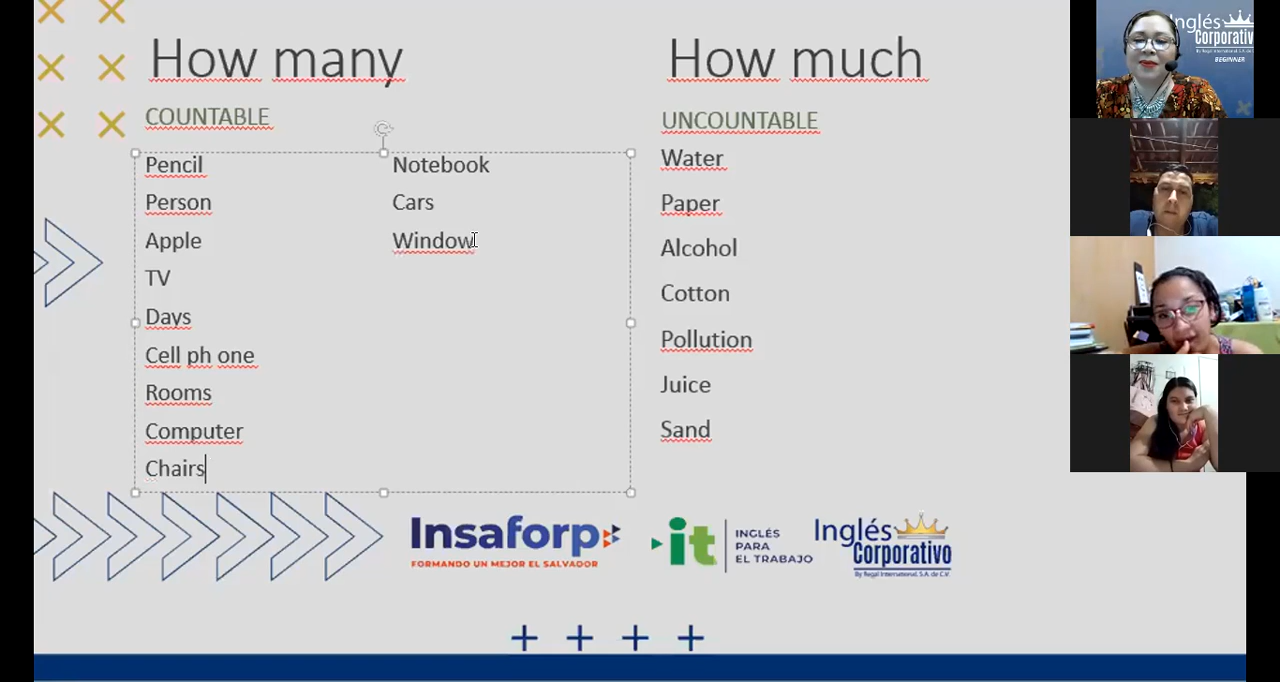 How many
COUNTABLE
Pencil
Person
Apple
TV
Days
Cell ph one
Rooms
Computer
Chairs
Notebook
Cars
Window
How much
UNCOUNTABLE
Water
Paper
Alcohol
Cotton
Pollution
Juice
Sand
Insaforp
FORMANDO UN MEJOR EL SALVADOR
it
INGLÉS
PARA
EL TRABAJO
Inglés
Corporativo
By Regal International, S.A. de C.V.
Inglés
Corporativo
BEGINNER